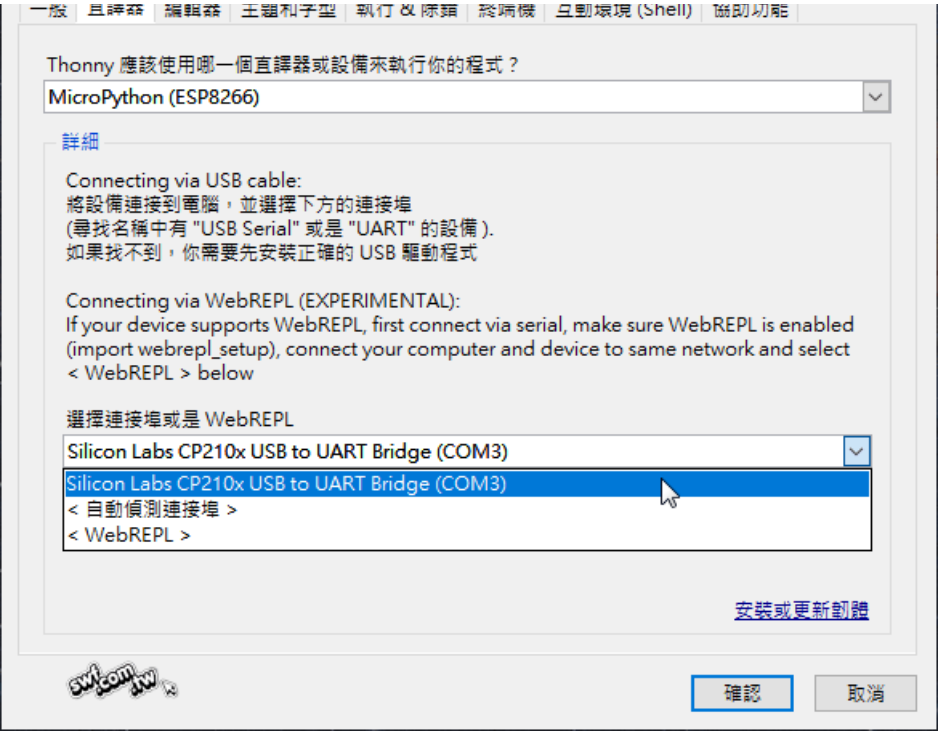 一般 直譯器 編輯器 主題和字型 執行 & 除錯 終端機 互動環境 (Shell) 協助功能
Thonny 應該使用哪一個直譯器或設備來執行你的程式？
MicroPython (ESP8266)
詳細
Connecting via USB cable:
將設備連接到電腦，並選擇下方的連接埠
(尋找名稱中有 "USB Serial" 或是 "UART" 的設備 ).
如果找不到，你需要先安裝正確的 USB 驅動程式
Connecting via WebREPL (EXPERIMENTAL):
If your device supports WebREPL, first connect via serial, make sure WebREPL is enabled
(import webrepl_setup), connect your computer and device to same network and select
< WebREPL > below
選擇連接埠或是 WebREPL
Silicon Labs CP210x USB to UART Bridge (COM3)
Silicon Labs CP210x USB to UART Bridge (COM3)
< 自動偵測連接埠 >
< WebREPL >
安裝或更新韌體
swf.com.tw
確認 取消